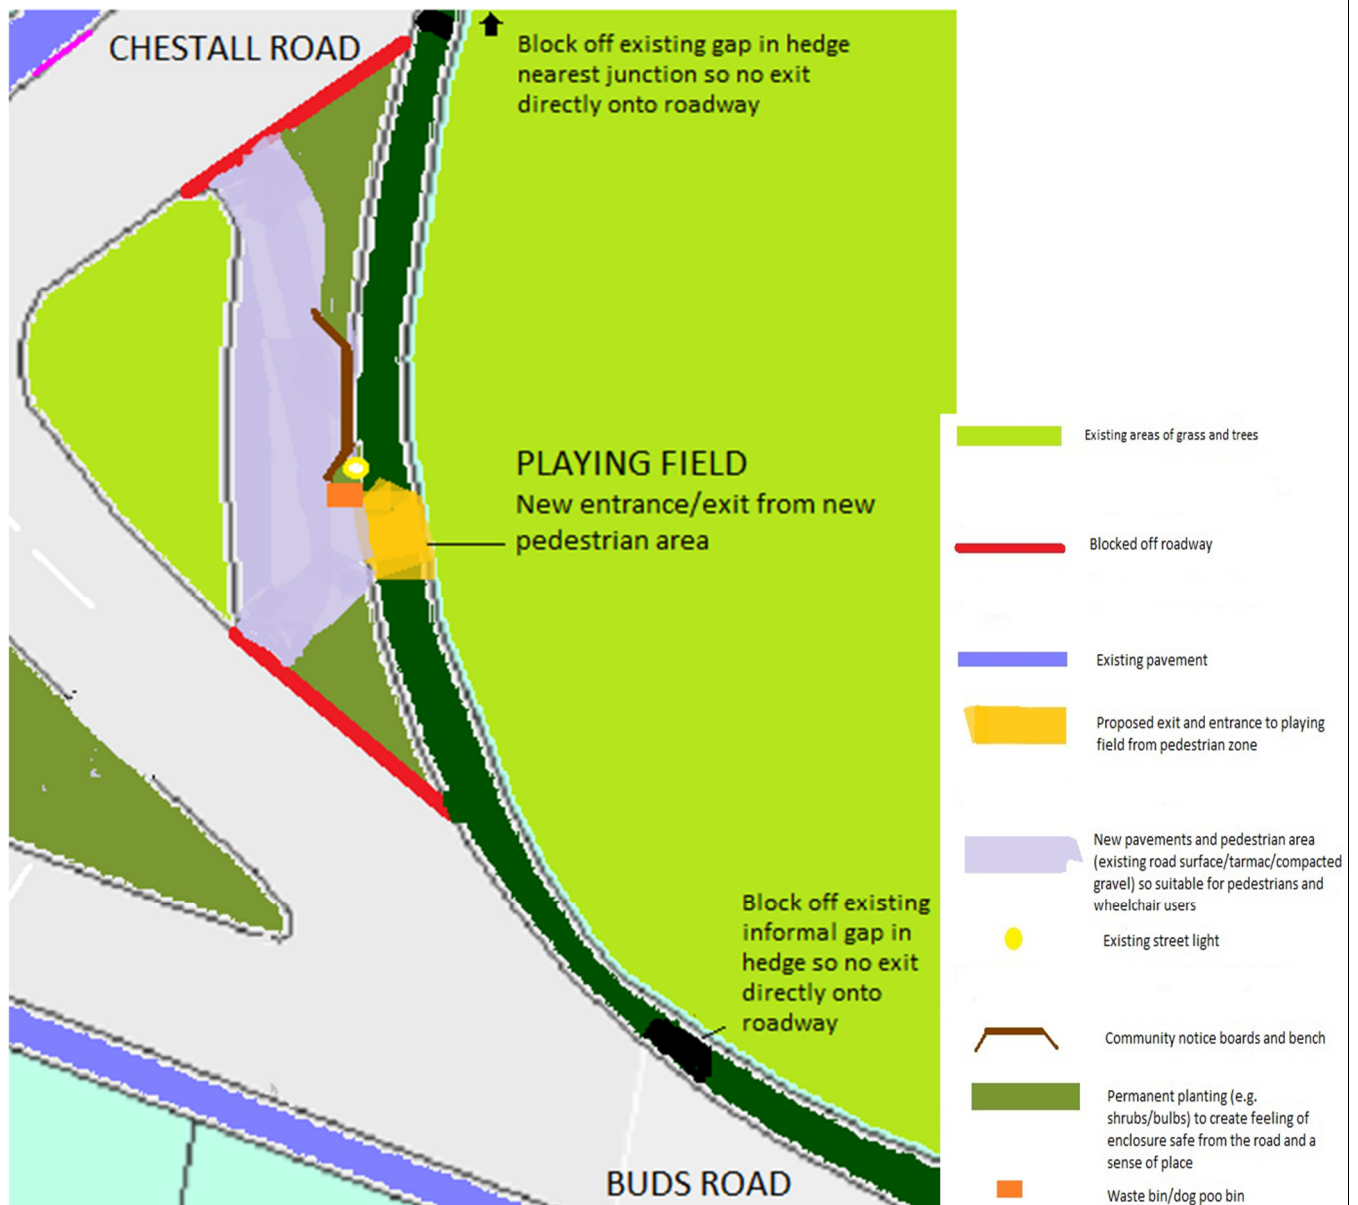 CHESTALL ROAD
Block off existing gap in hedge
nearest junction so no exit
directly onto roadway
PLAYING FIELD
New entrance/exit from new
pedestrian area
Block off existing
informal gap in
hedge so no exit
directly onto
roadway
BUDS ROAD
Existing areas of grass and trees
Blocked off roadway
Existing pavement
Proposed exit and entrance to playing
field from pedestrian zone
New pavements and pedestrian area
(existing road surface/tarmac/compacted
gravel) so suitable for pedestrians and
wheelchair users
Existing street light
Community notice boards and bench
Permanent planting (e.g.
shrubs/bulbs) to create feeling of
enclosure safe from the road and a
sense of place
Waste bin/dog poo bin